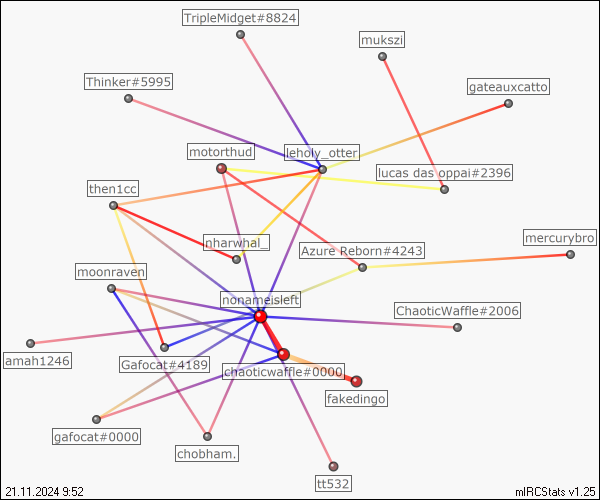 TripleMidget#8824
mukszi
Thinker#5995
gateauxcatto
motorthud
leholy_otter
lucas das oppai#2396
then1cc
nharwhal_
Azure Reborn#4243
mercurybro
moonraven
nonameisleft
ChaoticWaffle#2006
amah1246
Gafocat#4189
chaoticwaffle#0000
fakedingo
gafocat#0000
chobham.
tt532
21.11.2024 9:52
mIRCStats v1.25